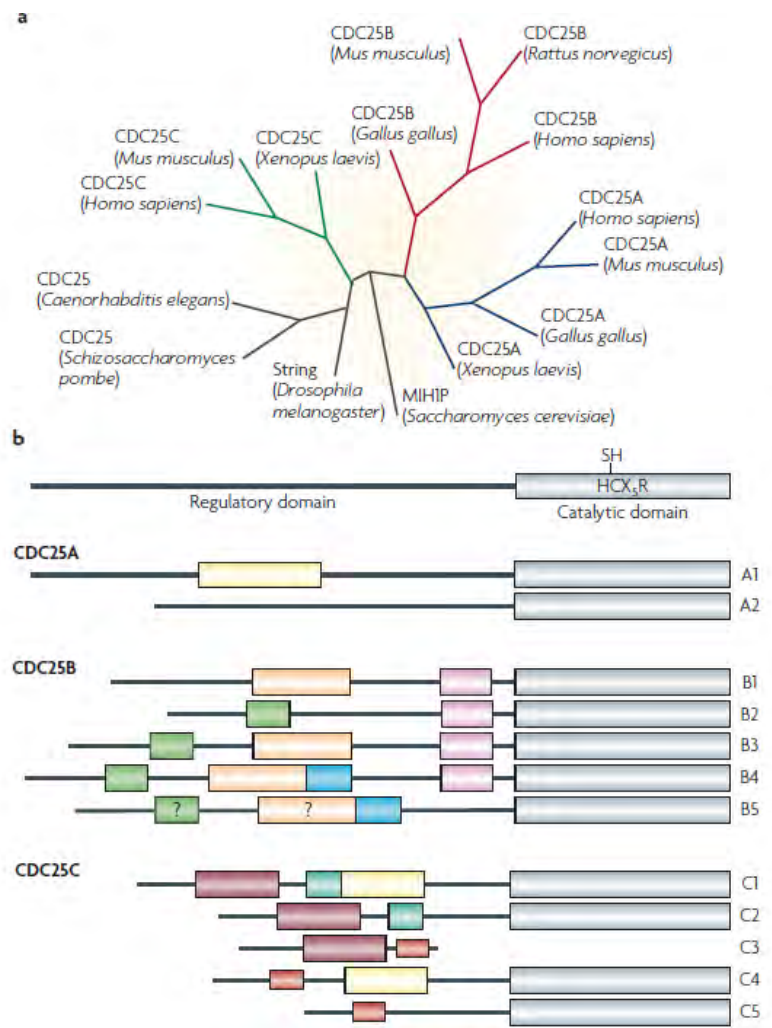 a
CDC25B
(Mus musculus)
CDC25B
(Rattus norvegicus)
CDC25B
(Gallus gallus)
CDC25B
(Homo sapiens)
CDC25C
(Mus musculus)
CDC25C
(Xenopus laevis)
CDC25C
(Homo sapiens)
CDC25A
(Homo sapiens)
CDC25A
(Mus musculus)
CDC25A
(Gallus gallus)
CDC25A
(Xenopus laevis)
CDC25
(Caenorhabditis elegans)
CDC25
(Schizosaccharomyces
pombe)
String
(Drosophila
melanogaster)
MIH1P
(Saccharomyces cerevisiae)
b
SH
HCX₅R
Regulatory domain
Catalytic domain
CDC25A
A1
A2
CDC25B
B1
B2
B3
B4
? ? B5
CDC25C
C1
C2
C3
C4
C5